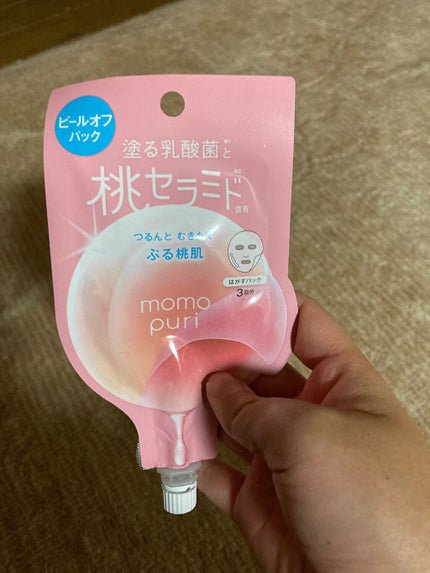 ピールオフ
パック
塗る乳酸菌※1と
桃セラミド※2
含有
つるんと むきたて
ぷる桃肌
はがすパック
3回分
momo
puri